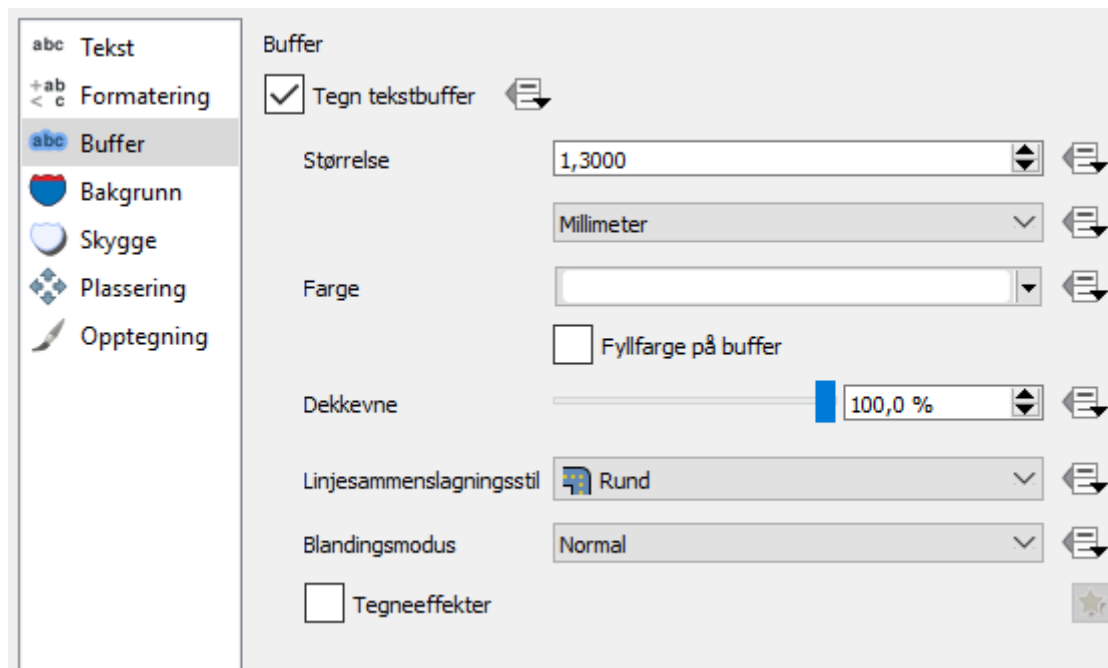 abc Tekst
+ab
< c Formatering
abc Buffer
Bakgrunn
Skygge
Plassering
Opptegning
Buffer
Tegn tekstbuffer
Størrelse 1,3000
Millimeter
Farge
Fyllfarge på buffer
Dekkevne 100,0 %
Linjesammenslagningsstil Rund
Blandingsmodus Normal
Tegneeffekter